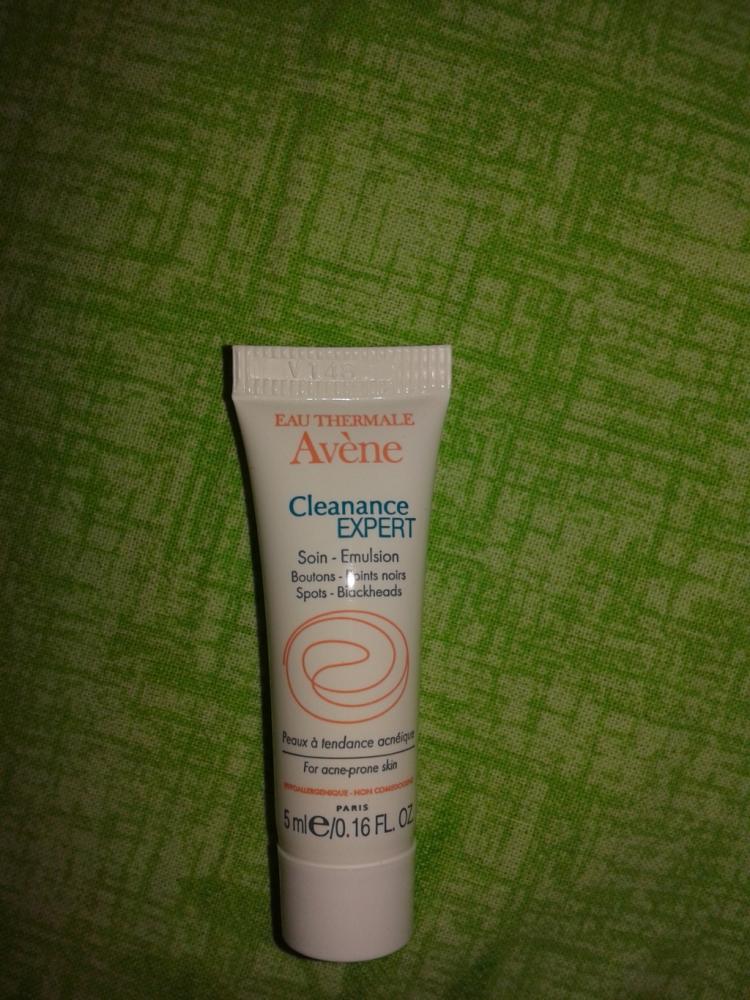 V146
EAU THERMALE
Avène
Cleanance
EXPERT
Soin - Emulsion
Boutons - Points noirs
Spots - Blackheads
Peaux à tendance acnéique
For acne-prone skin
HYPOALLERGENIQUE - NON COMEDOGENE
PARIS
5 ml e/0.16 FL. OZ.